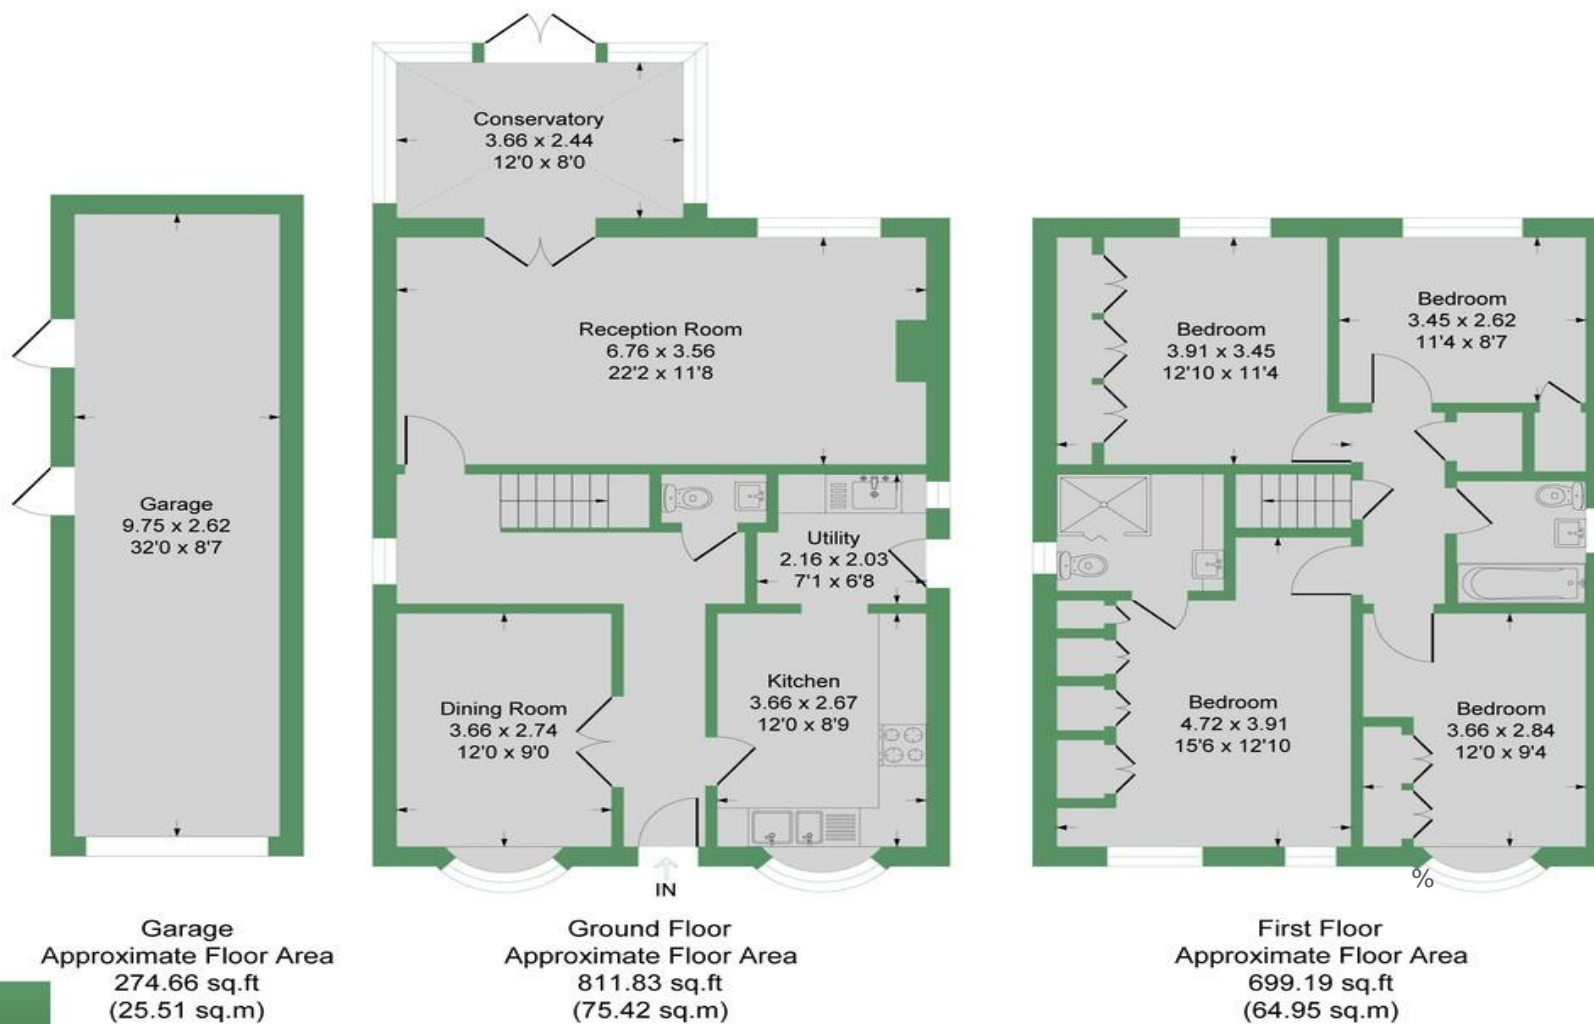 Conservatory
3.66 x 2.44
12'0 x 8'0
Reception Room
6.76 x 3.56
22'2 x 11'8
Bedroom
3.91 x 3.45
12'10 x 11'4
Bedroom
3.45 x 2.62
11'4 x 8'7
Garage
9.75 x 2.62
32'0 x 8'7
Utility
2.16 x 2.03
7'1 x 6'8
Dining Room
3.66 x 2.74
12'0 x 9'0
Kitchen
3.66 x 2.67
12'0 x 8'9
Bedroom
4.72 x 3.91
15'6 x 12'10
Bedroom
3.66 x 2.84
12'0 x 9'4
IN
%
Garage
Approximate Floor Area
274.66 sq.ft
(25.51 sq.m)
Ground Floor
Approximate Floor Area
811.83 sq.ft
(75.42 sq.m)
First Floor
Approximate Floor Area
699.19 sq.ft
(64.95 sq.m)